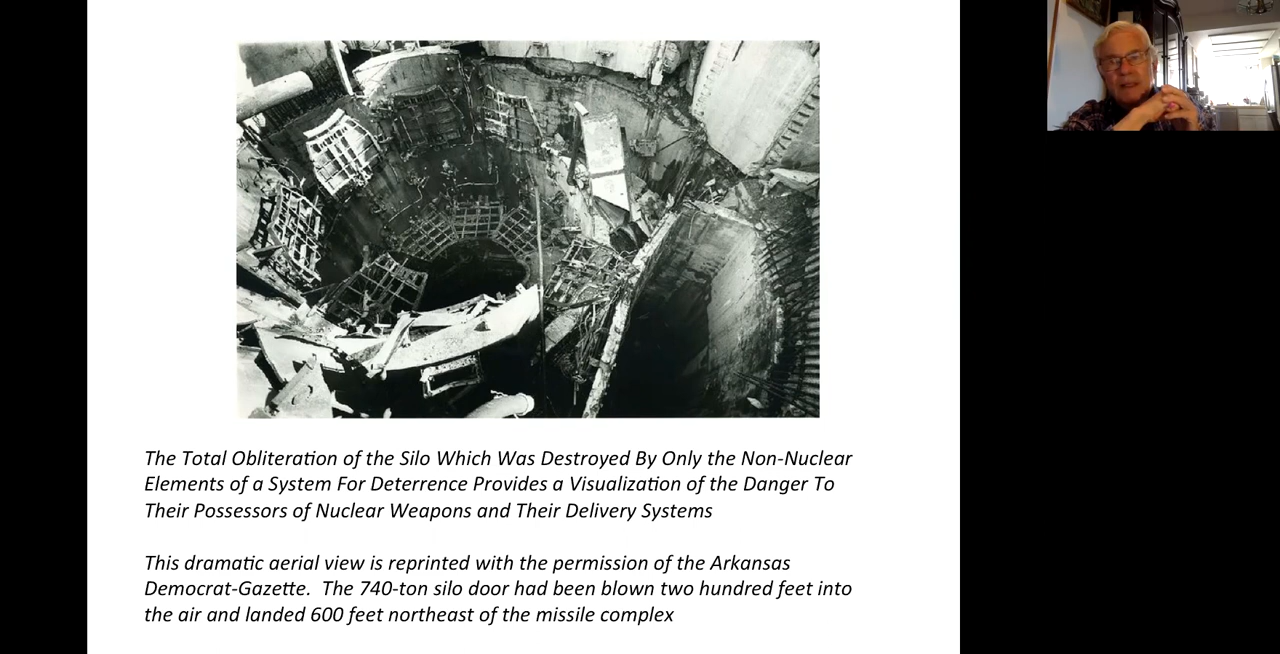 The Total Obliteration of the Silo Which Was Destroyed By Only the Non-Nuclear
Elements of a System For Deterrence Provides a Visualization of the Danger To
Their Possessors of Nuclear Weapons and Their Delivery Systems
This dramatic aerial view is reprinted with the permission of the Arkansas
Democrat-Gazette.  The 740-ton silo door had been blown two hundred feet into
the air and landed 600 feet northeast of the missile complex